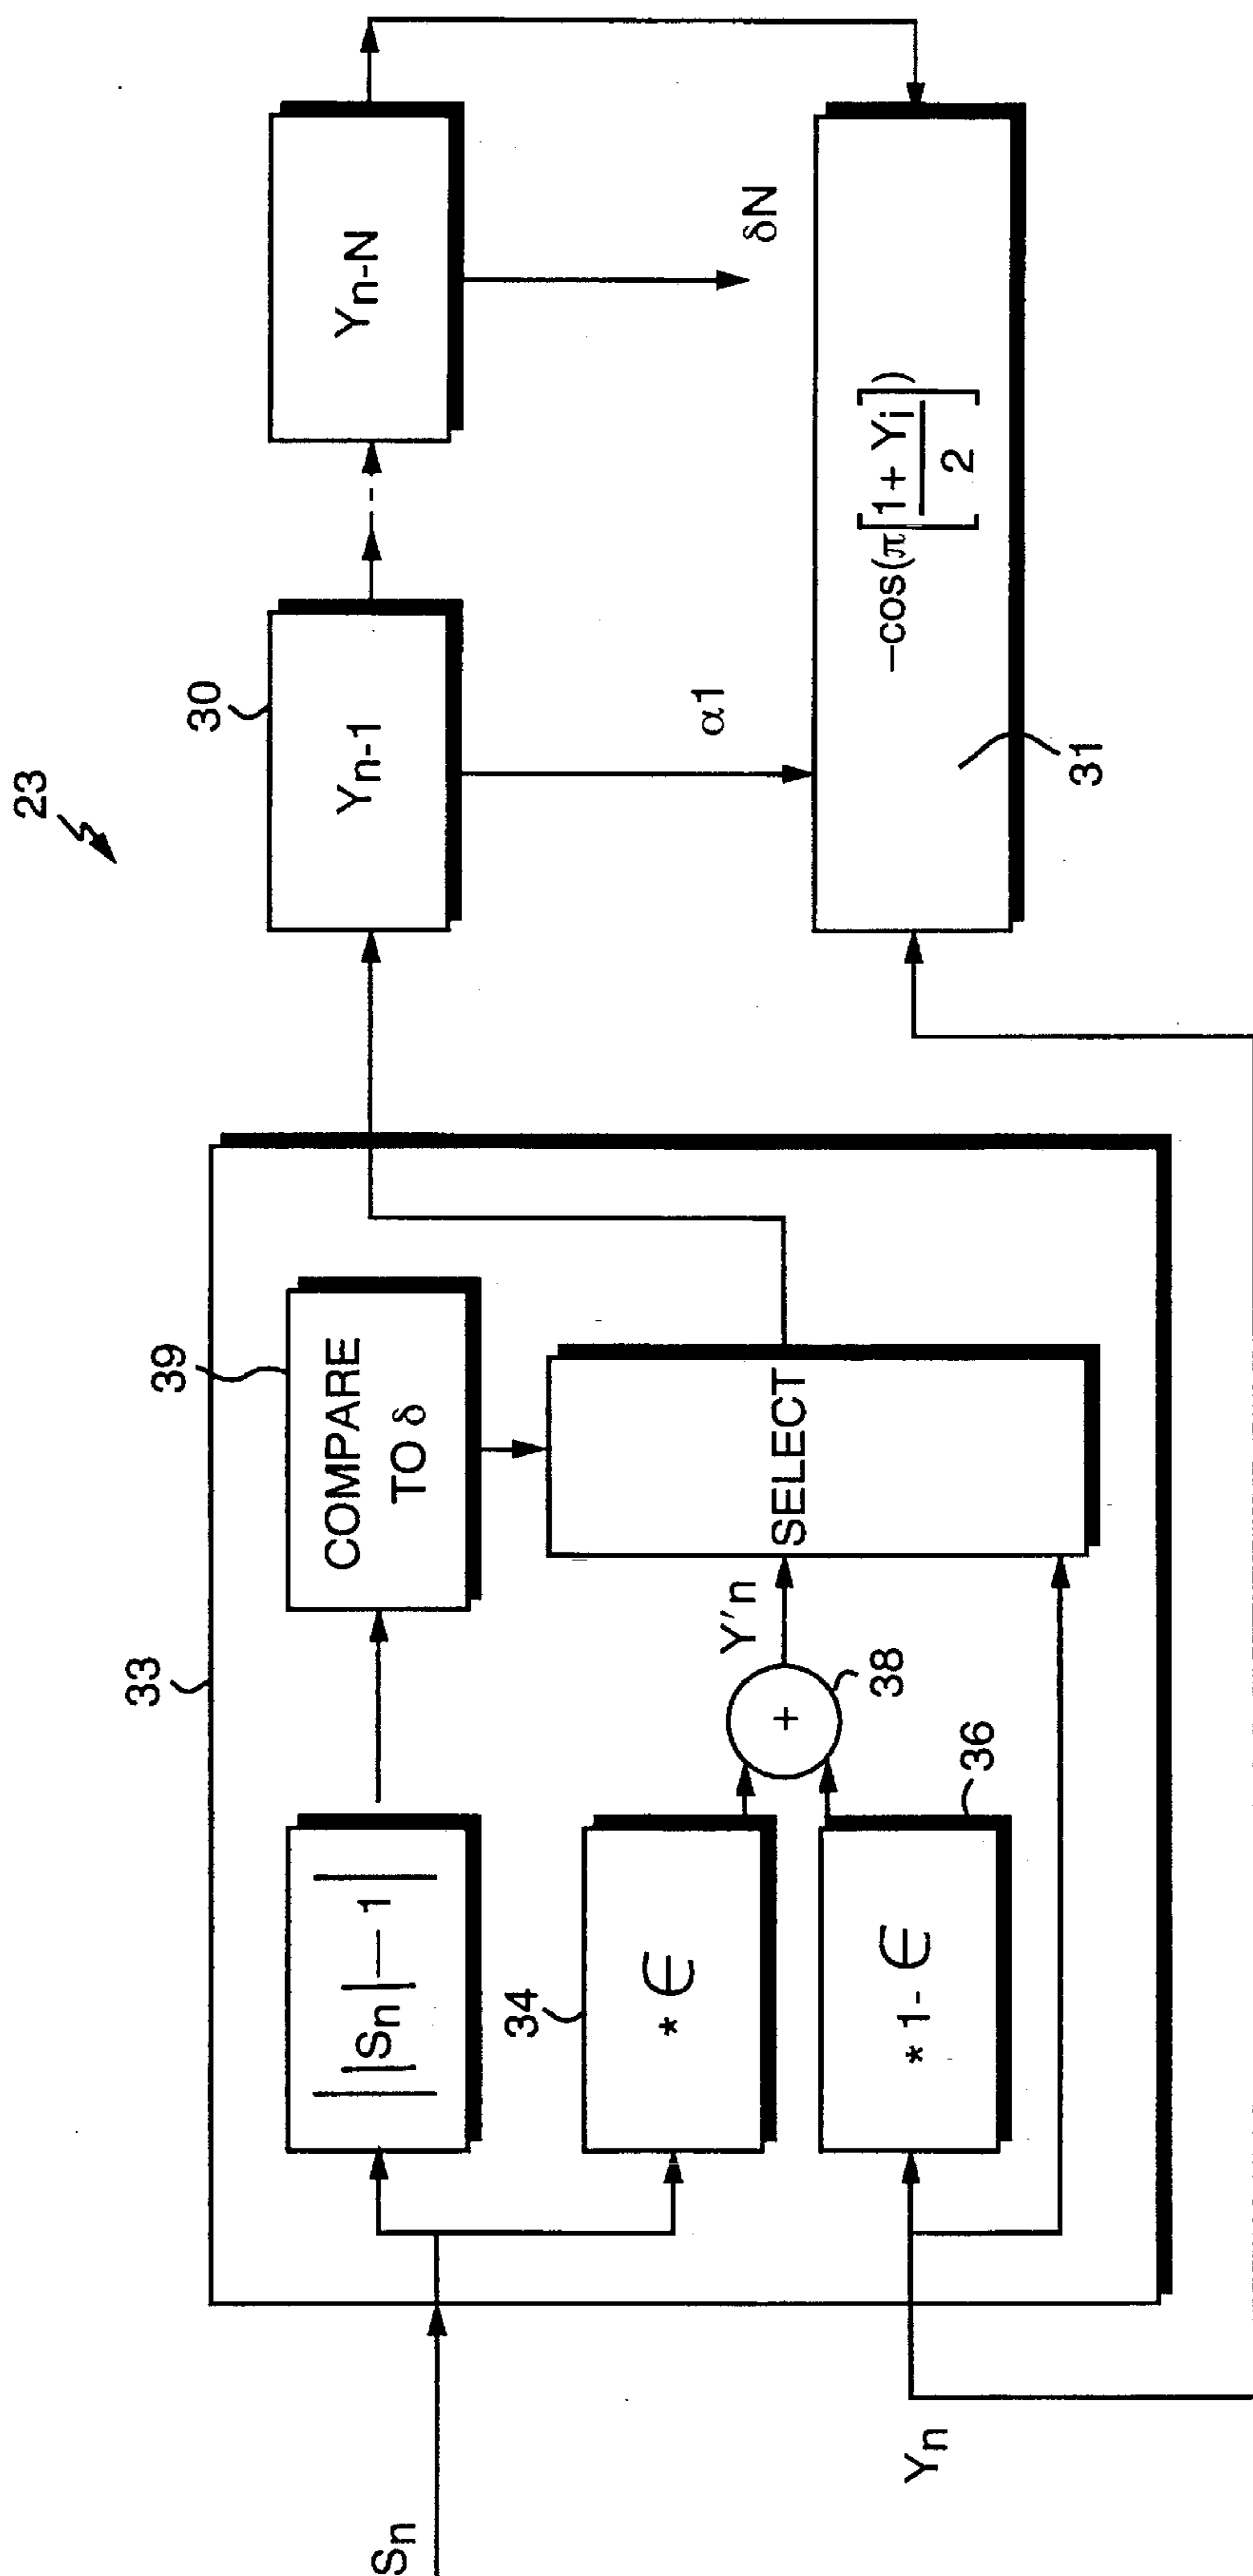 23
33
39
30
||Sn|—1|
COMPARE
TO δ
Yn-1
Yn-N
34
* ∈
Y'n
SELECT
α1
δN
+
38
36
* 1- ∈
–cos(π[1 + Yi)
2]
31
Sn
Yn